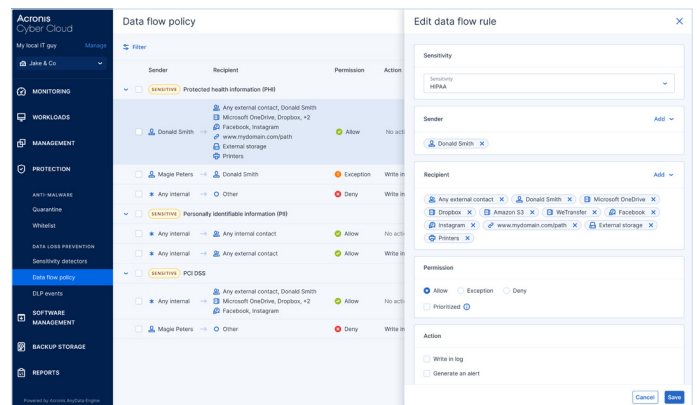 Acronis
Cyber Cloud
My local IT guy Manage
Jake & Co
MONITORING
WORKLOADS
MANAGEMENT
PROTECTION
ANTI-MALWARE
Quarantine
Whitelist
DATA LOSS PREVENTION
Sensitivity detectors
Data flow policy
DLP events
SOFTWARE
MANAGEMENT
BACKUP STORAGE
REPORTS
Powered by Acronis AnyData Engine
Data flow policy
Filter
Sender Recipient Permission Action
SENSITIVE Protected health information (PHI)
Donald Smith → Any external contact, Donald Smith
Microsoft OneDrive, Dropbox, +2
Facebook, Instagram
www.mydomain.com/path
External storage
Printers
Allow No acti
Magie Peters → Donald Smith Exception Write in
Any internal → Other Deny Write in
SENSITIVE Personally identifiable information (PII)
Any internal → Any internal contact Allow No acti
Any internal → Any external contact Allow Write in
SENSITIVE PCI DSS
Any internal → Any external contact, Donald Smith
Microsoft OneDrive, Dropbox, +2
Facebook, Instagram
Allow No acti
Magie Peters → Other Deny Write in
Edit data flow rule
Sensitivity
Sensitivity
HIPAA
Sender Add
Donald Smith
Recipient Add
Any external contact Donald Smith Microsoft OneDrive
Dropbox Amazon S3 WeTransfer Facebook
Instagram www.mydomain.com/path External storage
Printers
Permission
Allow Exception Deny
Prioritized
Action
Write in log
Generate an alert
Cancel Save